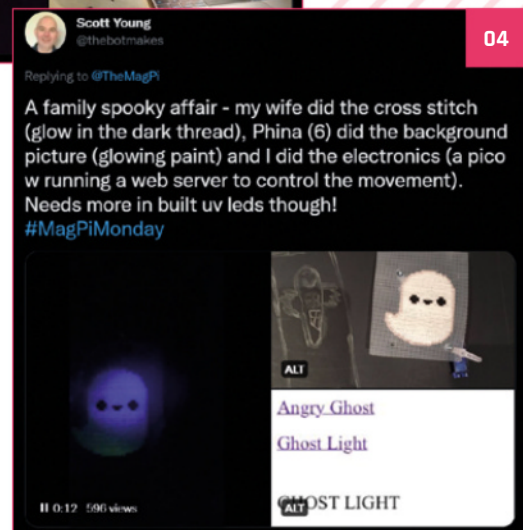 Scott Young
@thebotmakes
04
Replying to @TheMagPi
A family spooky affair - my wife did the cross stitch
(glow in the dark thread), Phina (6) did the background
picture (glowing paint) and I did the electronics (a pico
w running a web server to control the movement).
Needs more in built uv leds though!
#MagPiMonday
ALT
Angry Ghost
Ghost Light
GHOST LIGHT
ALT
0:12 596 views